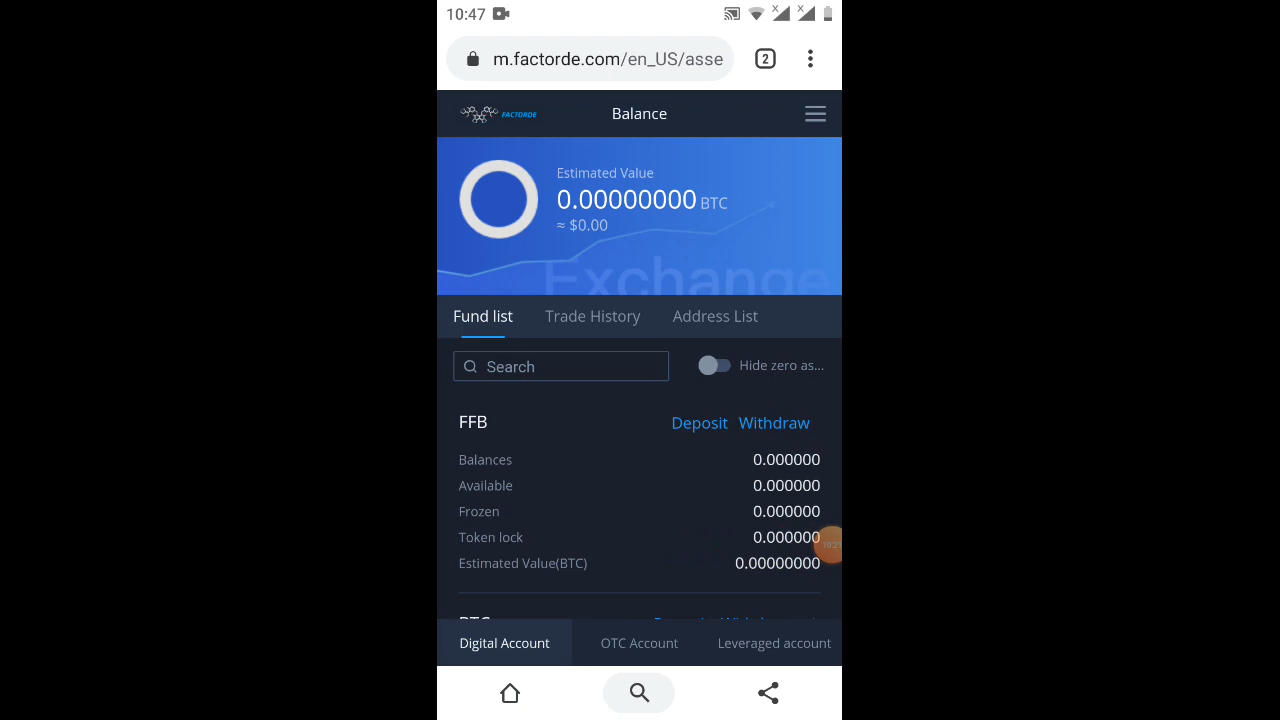 10:47
m.factorde.com/en_US/asse
2
FACTORDE
Balance
Estimated Value
0.00000000 BTC
≈ $0.00
Exchange
Fund list Trade History Address List
Search
Hide zero as...
FFB Deposit Withdraw
Balances 0.000000
Available 0.000000
Frozen 0.000000
Token lock 0.000000
Estimated Value(BTC) 0.00000000
Digital Account OTC Account Leveraged account